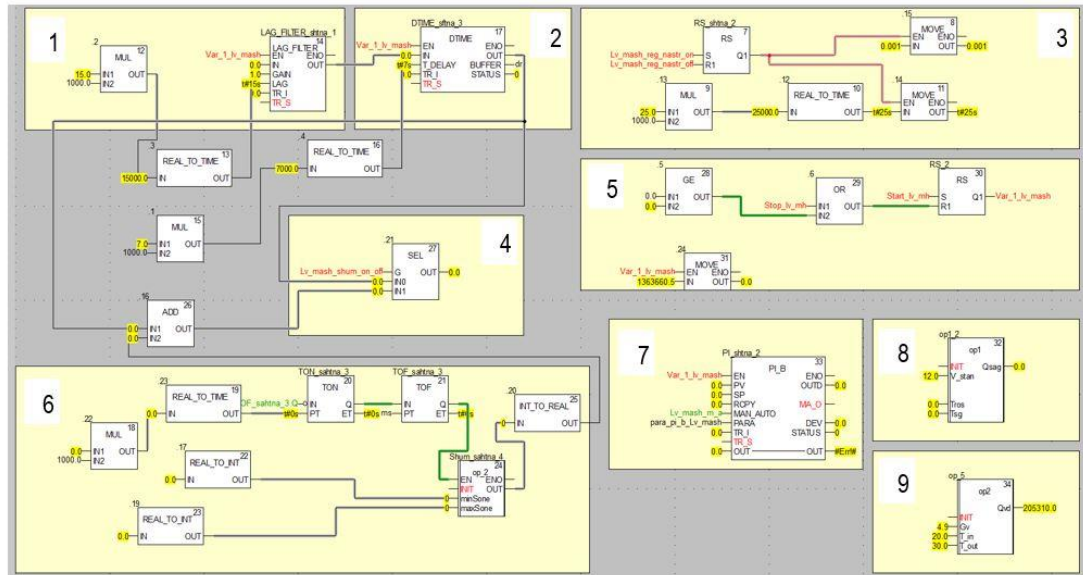 1
.2
12
MUL
15.0 IN1 OUT
1000.0 IN2
LAG_FILTER_shtna_1
14
LAG_FILTER
Var_1_lv_mash EN ENO
0.0 IN OUT
1.0 GAIN
t#15s LAG
TR_I
TR_S
DTIME_sftna_3
2
17
DTIME
Var_1_lv_mash EN ENO
0.0 IN OUT
t#7s T_DELAY BUFFER dr
TR_I STATUS 0
TR_S
3
RS_shtna_2
7
RS
Lv_mash_reg_nastr_on S Q1
Lv_mash_reg_nastr_off R1
.15
8
MOVE
EN ENO
0.001 IN OUT 0.001
.13
9
MUL
25.0 IN1 OUT
1000.0 IN2
.12
10
REAL_TO_TIME
25000.0 IN OUT t#25s
.14
11
MOVE
EN ENO
IN OUT t#25s
.3
13
REAL_TO_TIME
15000.0 IN OUT
.4
16
REAL_TO_TIME
7000.0 IN OUT
.1
15
MUL
7.0 IN1 OUT
1000.0 IN2
4
.21
27
SEL
Lv_mash_shum_on_off G OUT 0.0
0.0 IN0
0.0 IN1
5
.5
28
GE
0.0 IN1 OUT
0.0 IN2
.6
29
OR
Stop_lv_mh IN1 OUT
IN2
RS_2
30
RS
Start_lv_mh S Q1 Var_1_lv_mash
R1
.24
31
MOVE
Var_1_lv_mash EN ENO
1363660.5 IN OUT 0.0
.16
26
ADD
0.0 IN1 OUT
0.0 IN2
6
.23
19
REAL_TO_TIME
0.0 IN OUT
TON_sahtna_3
20
TON
OF_sahtna_3.Q IN Q
t#0s PT ET t#0s ms
TOF_sahtna_3
21
TOF
IN Q
PT ET
.20
25
INT_TO_REAL
0 IN OUT
.22
18
MUL
0.0 IN1 OUT
1000.0 IN2
.17
22
REAL_TO_INT
0.0 IN OUT
.19
23
REAL_TO_INT
0.0 IN OUT
Shum_sahtna_4
24
op_2
EN ENO
INIT OUT
0 minSone
0 maxSone
7
PI_shtna_2
33
PI_B
Var_1_lv_mash EN ENO
0.0 PV OUTD 0.0
0.0 SP
0.0 RCPY MA_O
Lv_mash_m_a MAN_AUTO
para_pi_b_Lv_mash PARA DEV 0.0
0.0 TR_I STATUS 0
TR_S
0.0 OUT OUT #Err!#
8
op1_2
32
op1
INIT Qsag 0.0
12.0 V_stan
0.0 Tros
0.0 Tsg
9
op_5
34
op2
INIT Qvd 205310.0
4.9 Gv
20.0 T_in
30.0 T_out